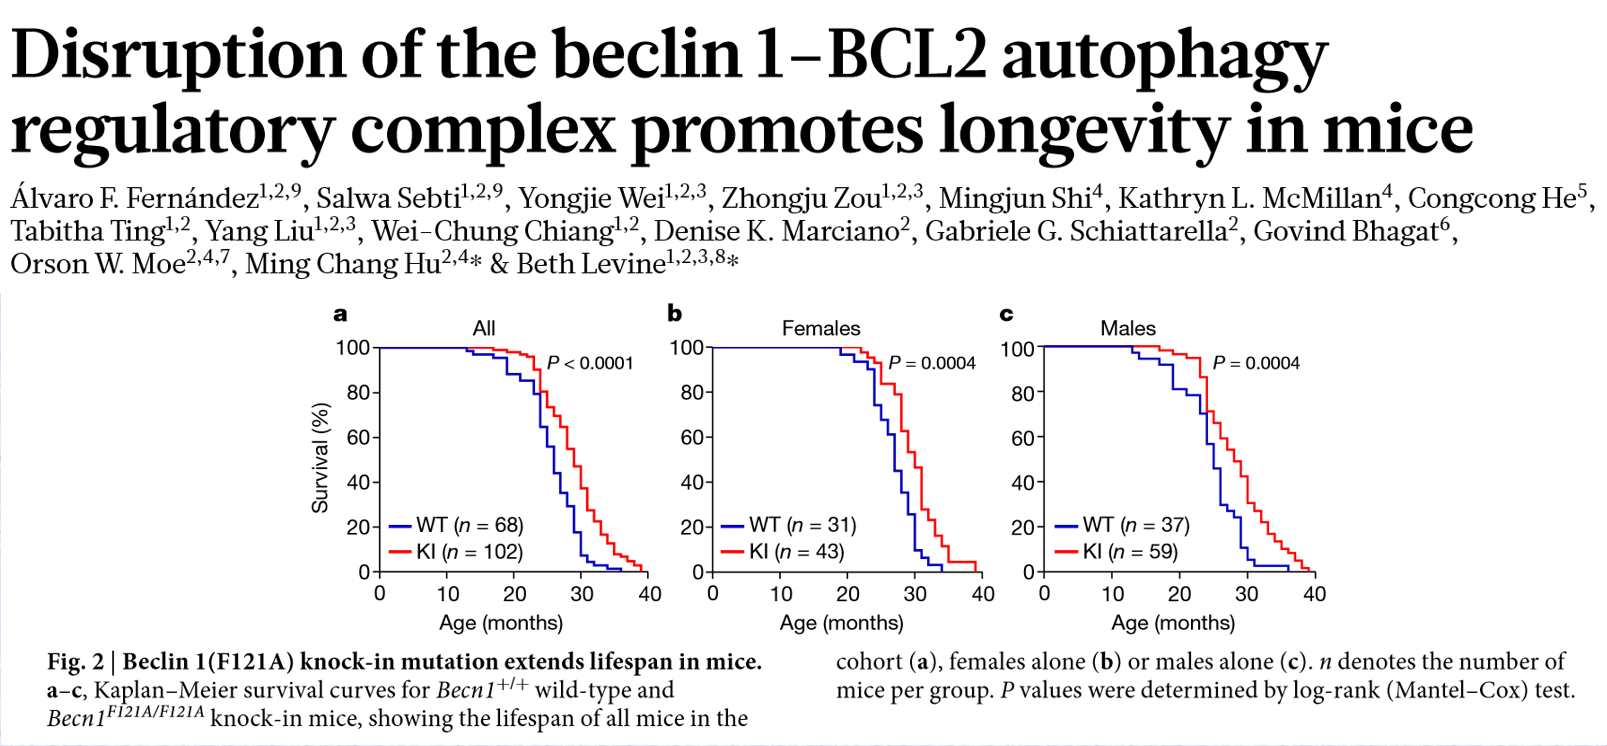 Disruption of the beclin 1–BCL2 autophagy
regulatory complex promotes longevity in mice
Álvaro F. Fernández1,2,9, Salwa Sebti1,2,9, Yongjie Wei1,2,3, Zhongju Zou1,2,3, Mingjun Shi4, Kathryn L. McMillan4, Congcong He5,
Tabitha Ting1,2, Yang Liu1,2,3, Wei-Chung Chiang1,2, Denise K. Marciano2, Gabriele G. Schiattarella2, Govind Bhagat6,
Orson W. Moe2,4,7, Ming Chang Hu2,4* & Beth Levine1,2,3,8*
a
All
P < 0.0001
Survival (%)
100
80
60
40
20
0
WT (n = 68)
KI (n = 102)
0 10 20 30 40
Age (months)
b
Females
P = 0.0004
100
80
60
40
20
0
WT (n = 31)
KI (n = 43)
0 10 20 30 40
Age (months)
c
Males
P = 0.0004
100
80
60
40
20
0
WT (n = 37)
KI (n = 59)
0 10 20 30 40
Age (months)
Fig. 2 | Beclin 1(F121A) knock-in mutation extends lifespan in mice.
a–c, Kaplan–Meier survival curves for Becn1+/+ wild-type and
Becn1F121A/F121A knock-in mice, showing the lifespan of all mice in the
cohort (a), females alone (b) or males alone (c). n denotes the number of
mice per group. P values were determined by log-rank (Mantel–Cox) test.